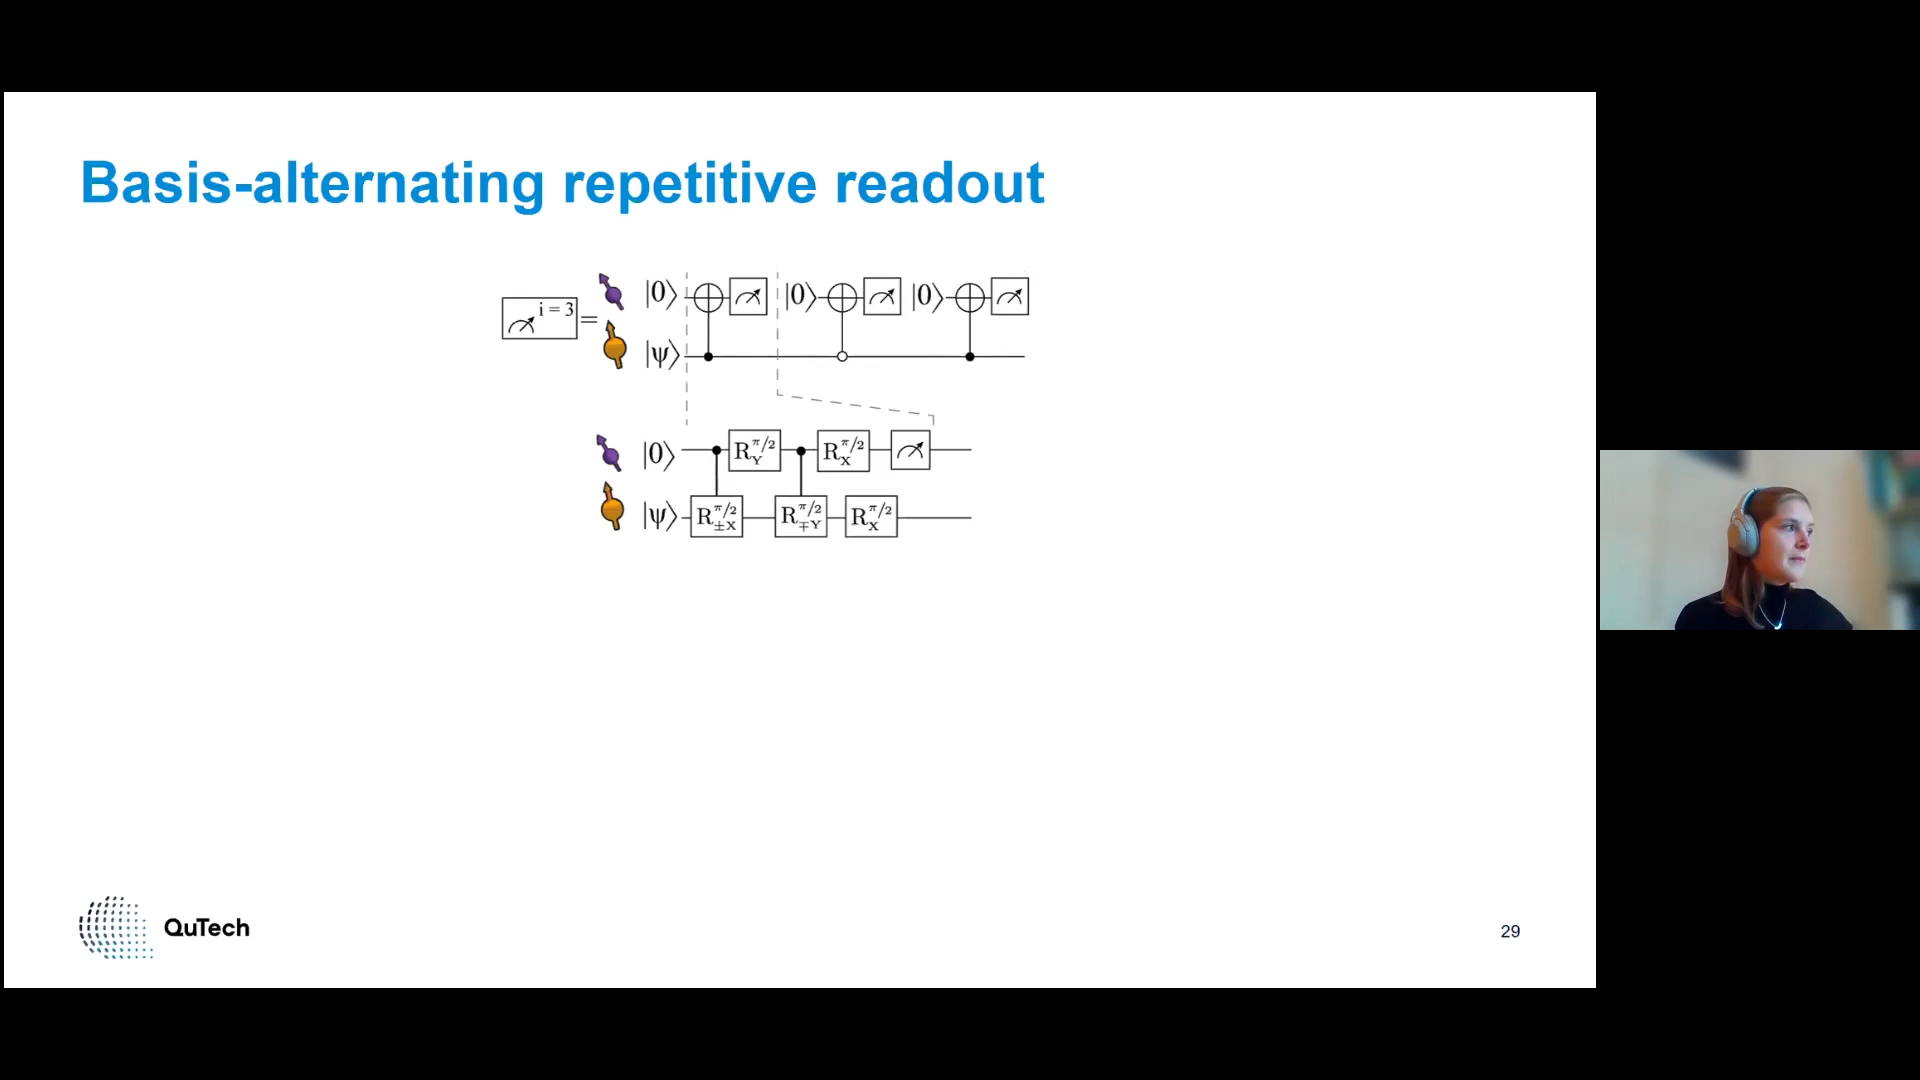 Basis-alternating repetitive readout
i = 3
=
|0⟩ |0⟩ |0⟩
|ψ⟩
|0⟩ R_Y^{π/2} R_X^{π/2}
|ψ⟩ R_{±X}^{π/2} R_{∓Y}^{π/2} R_X^{π/2}
QuTech
29